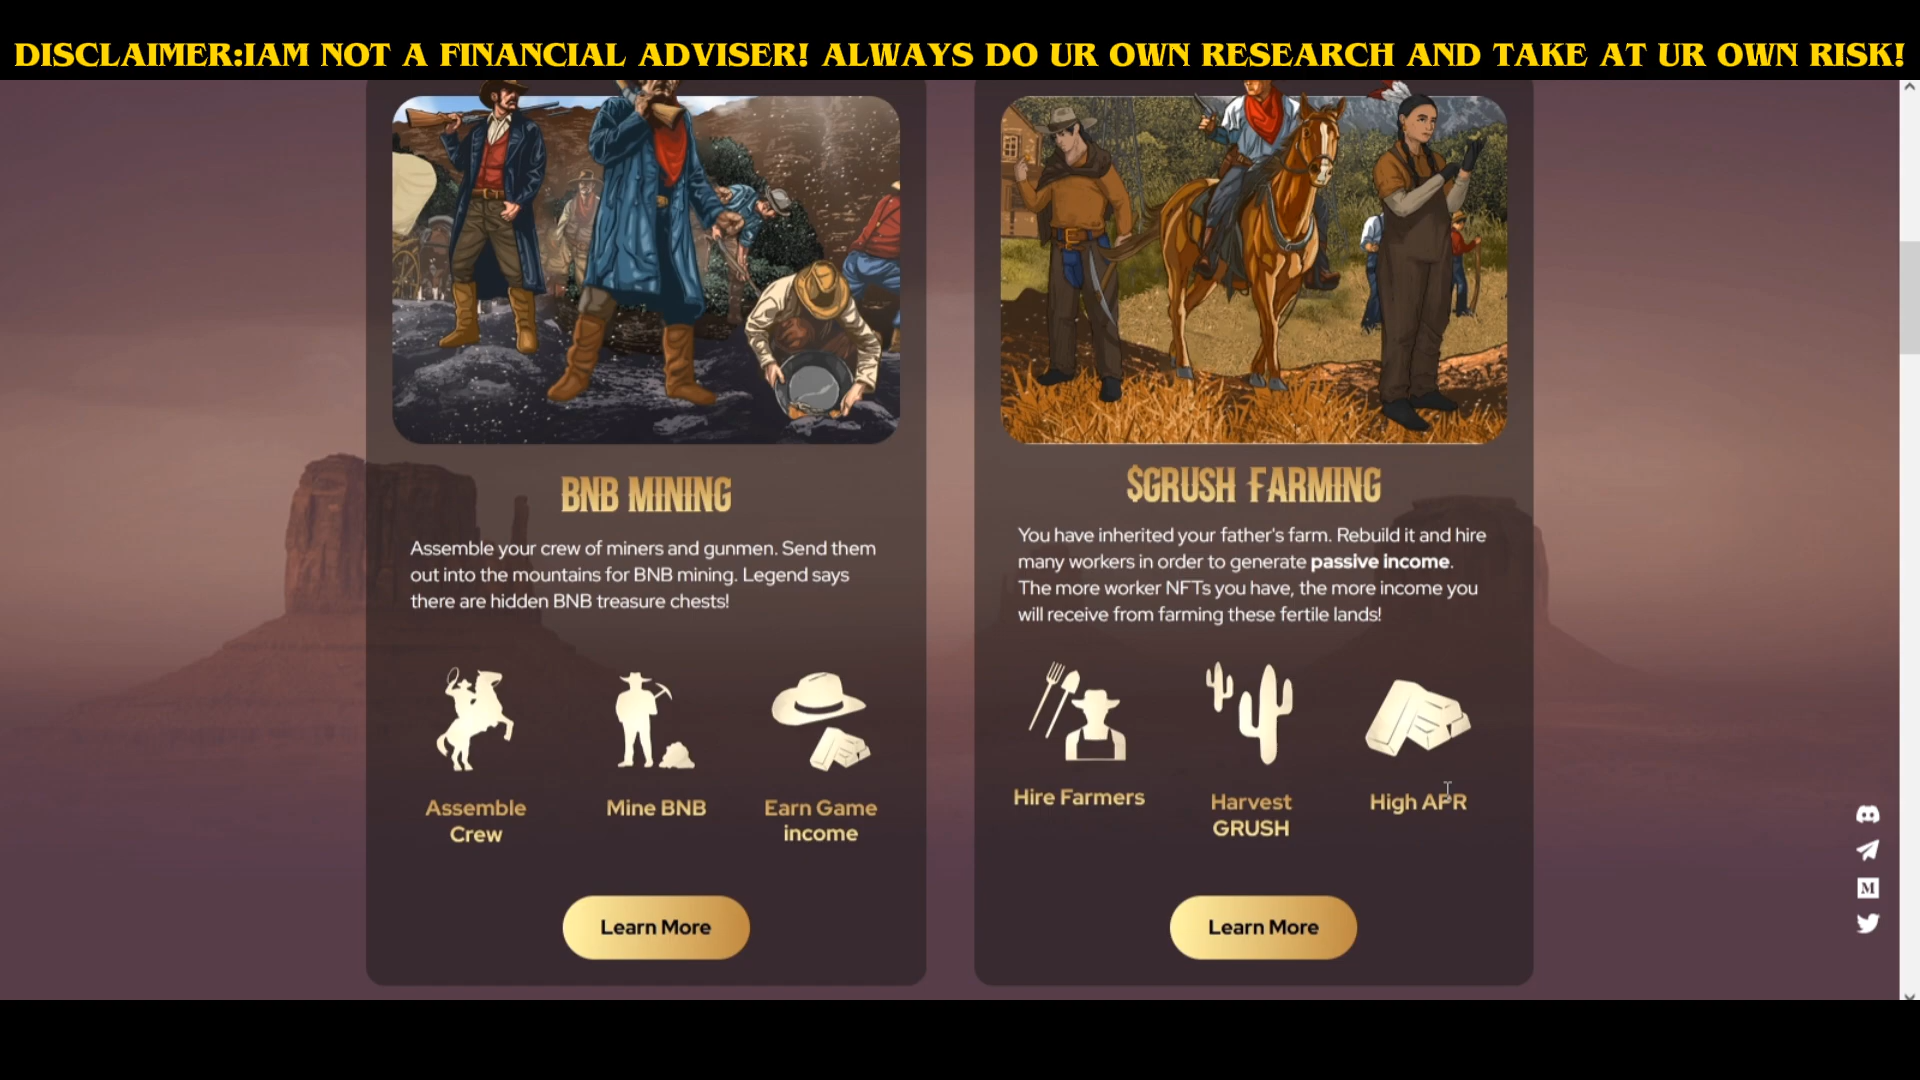 DISCLAIMER:IAM NOT A FINANCIAL ADVISER! ALWAYS DO UR OWN RESEARCH AND TAKE AT UR OWN RISK!
BNB MINING
Assemble your crew of miners and gunmen. Send them
out into the mountains for BNB mining. Legend says
there are hidden BNB treasure chests!
Assemble
Crew
Mine BNB
Earn Game
income
Learn More
$GRUSH FARMING
You have inherited your father's farm. Rebuild it and hire
many workers in order to generate passive income.
The more worker NFTs you have, the more income you
will receive from farming these fertile lands!
Hire Farmers
Harvest
GRUSH
High APR
Learn More
M